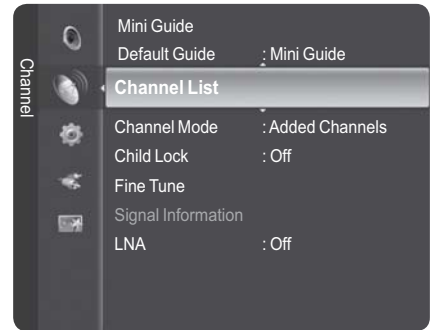 Channel
Mini Guide
Default Guide : Mini Guide
Channel List
Channel Mode : Added Channels
Child Lock : Off
Fine Tune
Signal Information
LNA : Off